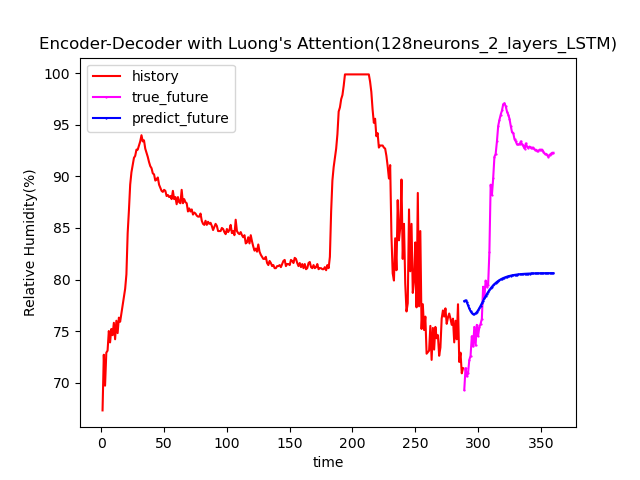 Encoder-Decoder with Luong's Attention(128neurons_2_layers_LSTM)
history
true_future
predict_future
Relative Humidity(%)
100
95
90
85
80
75
70
0 50 100 150 200 250 300 350
time